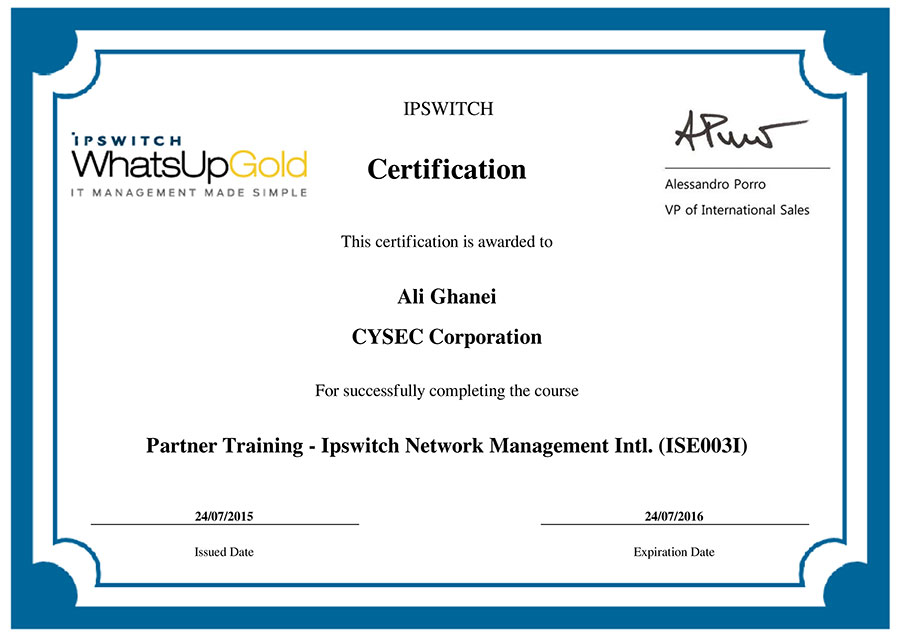 IPSWITCH
IPSWITCH
WhatsUpGold
IT MANAGEMENT MADE SIMPLE
Certification
Alessandro Porro
VP of International Sales
This certification is awarded to
Ali Ghanei
CYSEC Corporation
For successfully completing the course
Partner Training - Ipswitch Network Management Intl. (ISE003I)
24/07/2015
24/07/2016
Issued Date
Expiration Date